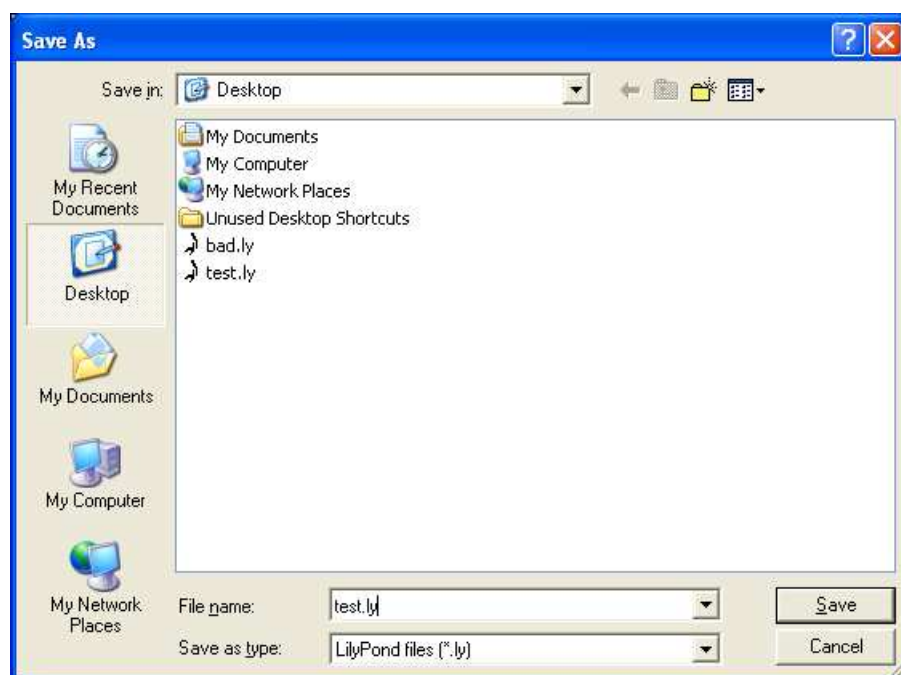 Save As
Save in:
Desktop
My Recent
Documents
Desktop
My Documents
My Computer
My Network
Places
My Documents
My Computer
My Network Places
Unused Desktop Shortcuts
bad.ly
test.ly
File name:
test.ly
Save
Save as type:
LilyPond files (*.ly)
Cancel